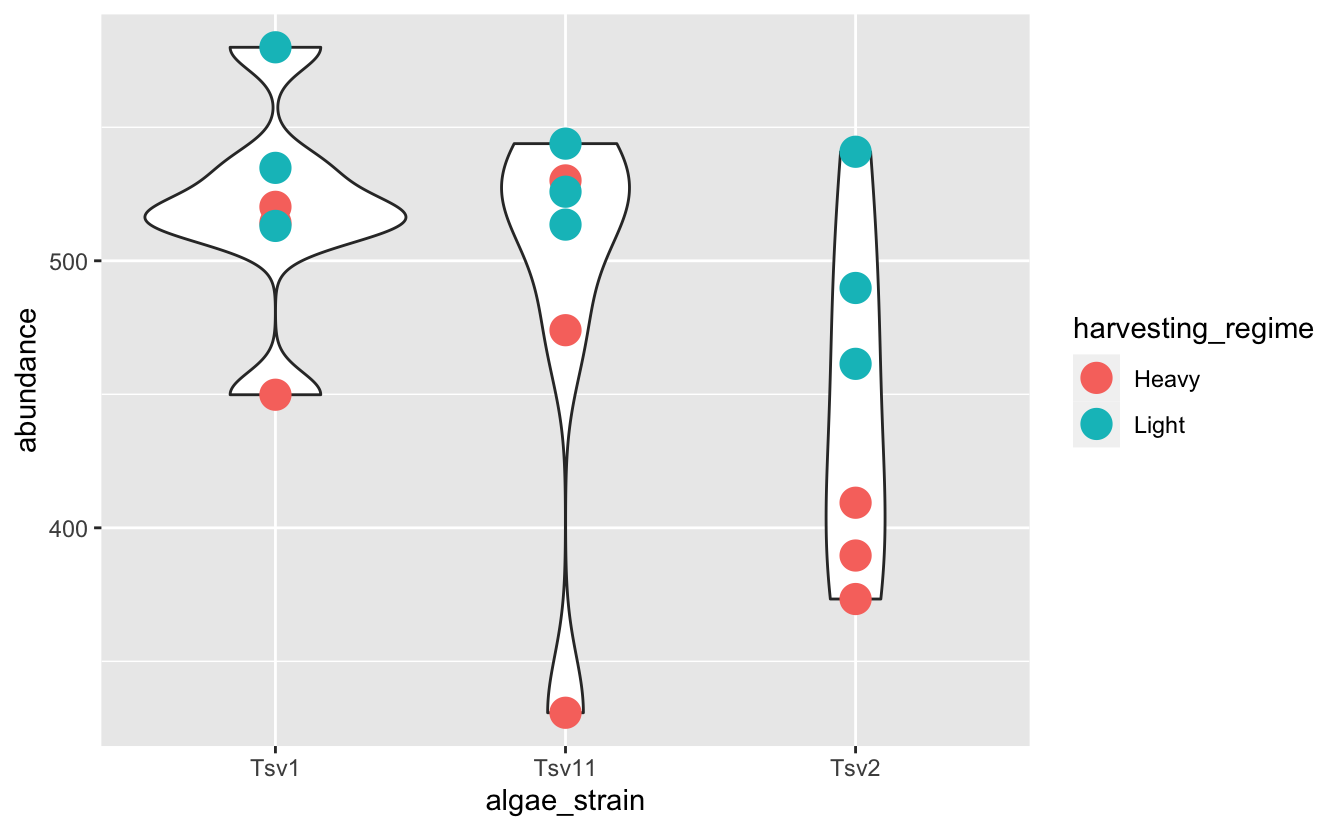 abundance
500
400
Tsv1
Tsv11
Tsv2
algae_strain
harvesting_regime
Heavy
Light